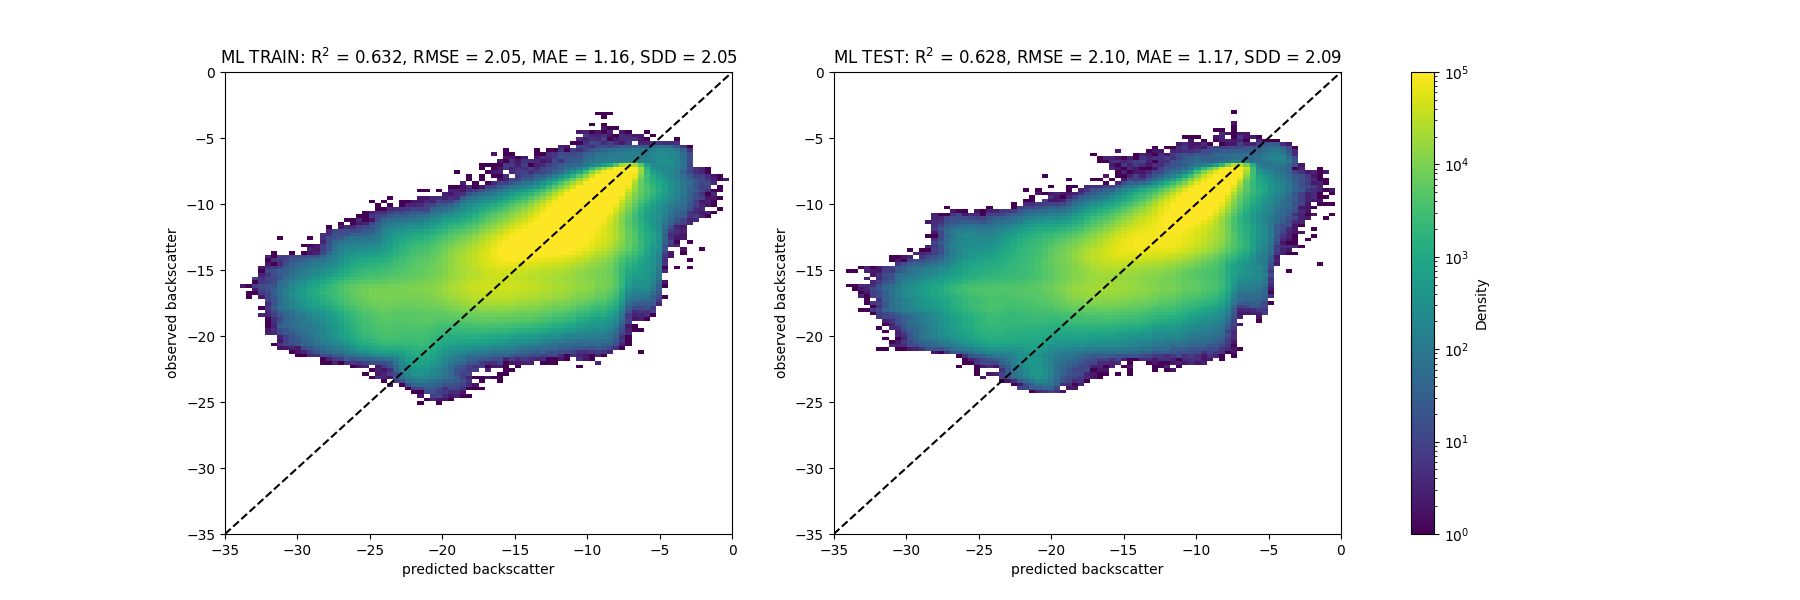 ML TRAIN: R² = 0.632, RMSE = 2.05, MAE = 1.16, SDD = 2.05
0
−5
−10
−15
−20
−25
−30
−35
observed backscatter
−35 −30 −25 −20 −15 −10 −5 0
predicted backscatter
ML TEST: R² = 0.628, RMSE = 2.10, MAE = 1.17, SDD = 2.09
0
−5
−10
−15
−20
−25
−30
−35
observed backscatter
−35 −30 −25 −20 −15 −10 −5 0
predicted backscatter
10⁵
10⁴
10³
10²
10¹
10⁰
Density